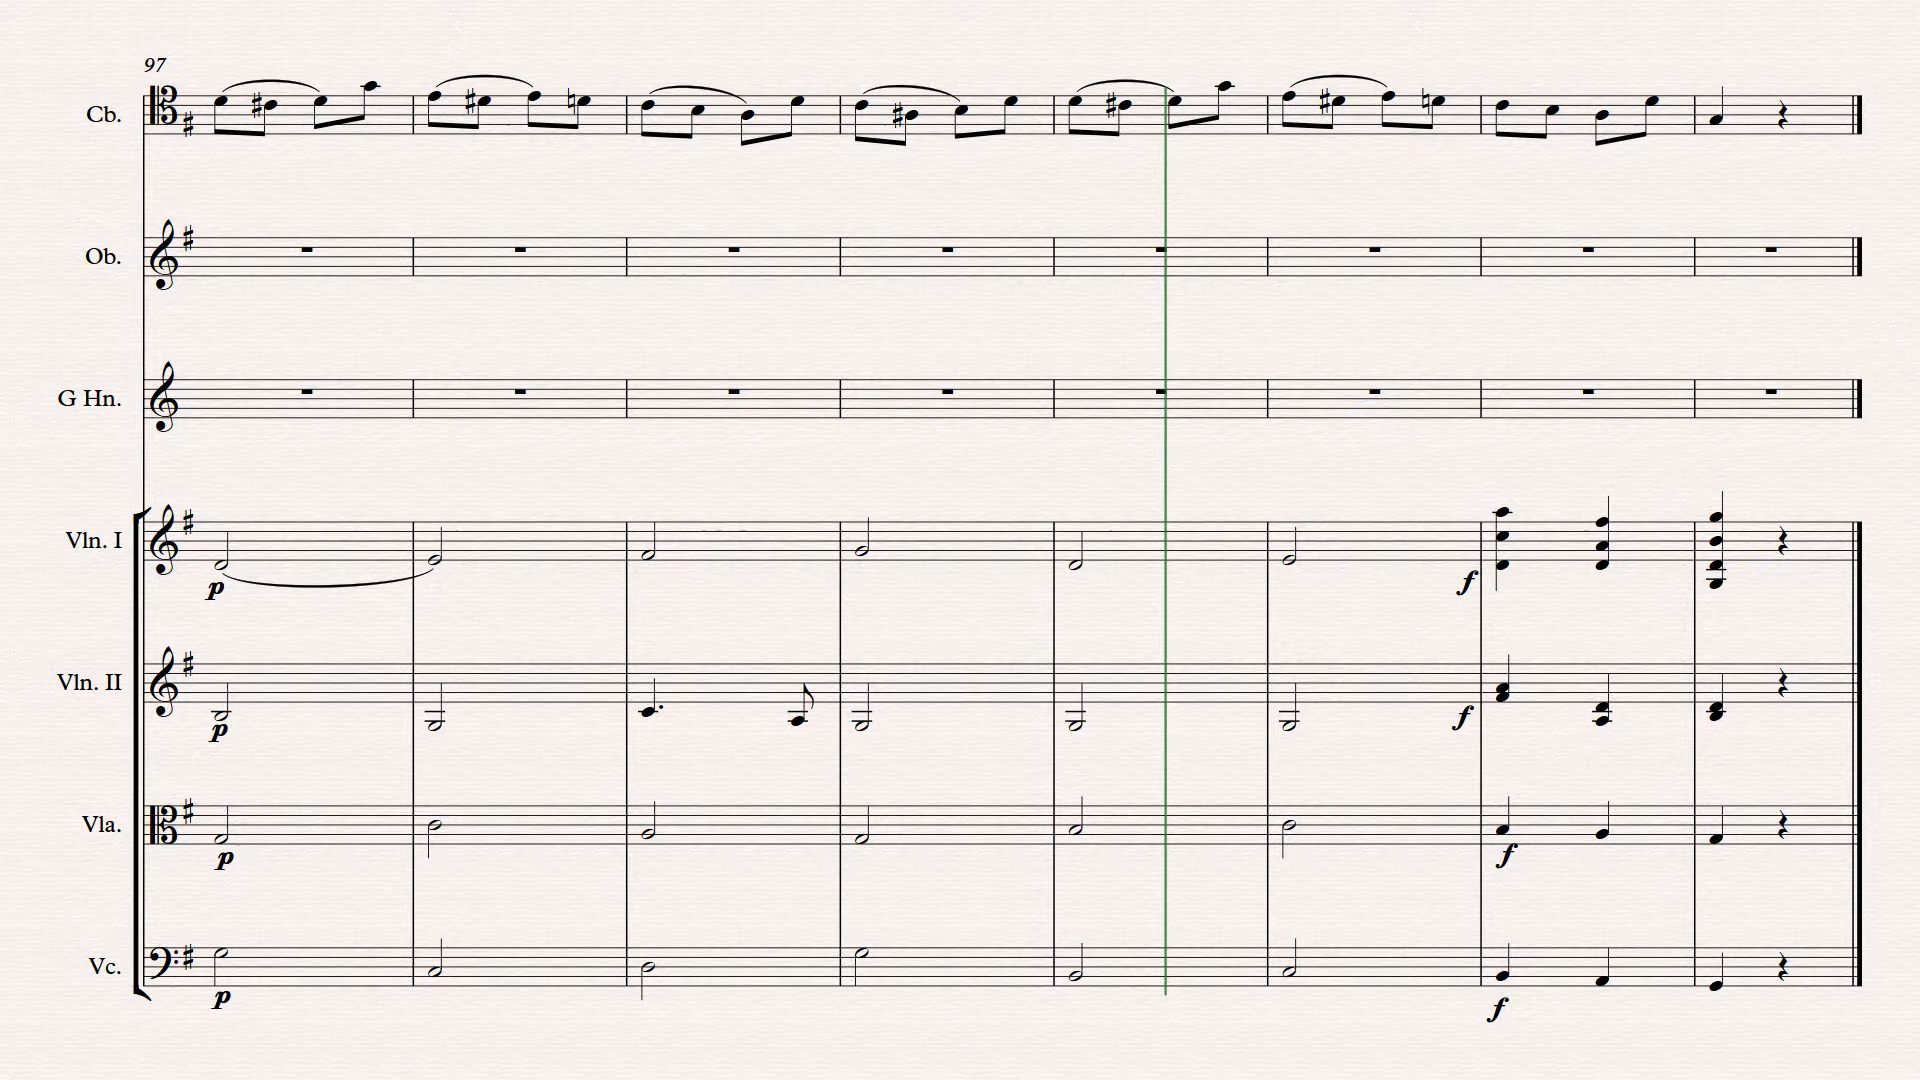 97
Cb.
Ob.
G Hn.
Vln. I
p
f
Vln. II
p
f
Vla.
p
f
Vc.
p
f